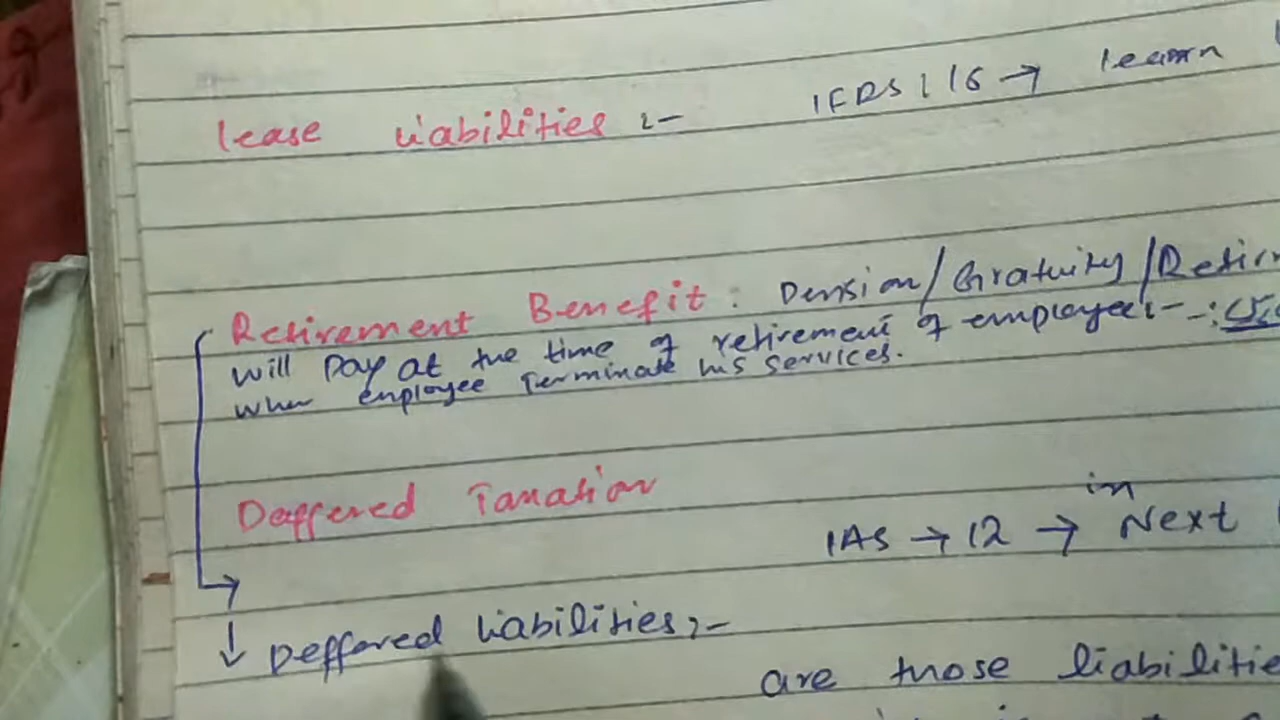 lease liabilities :- IFRS : 16 → learn
Retirement Benefit : Pension/Gratuity/Retir
will pay at the time of retirement of employee :-
when employee Terminate his services.
Deffered Taxation
in
IAS → 12 → Next
↓ Deffered liabilities :-
are those liabilitie